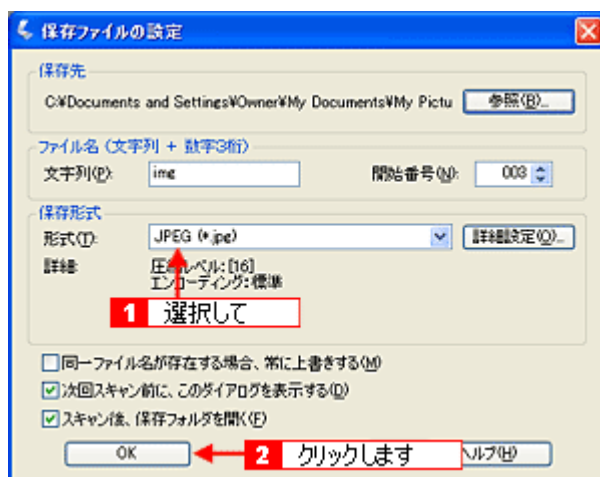 保存ファイルの設定
保存先
C:¥Documents and Settings¥Owner¥My Documents¥My Pictu 参照(B)...
ファイル名 (文字列 + 数字3桁)
文字列(P): img 開始番号(N): 003
保存形式
形式(T): JPEG (*.jpg) 詳細設定(O)...
詳細: 圧縮レベル:[16]
エンコーディング:標準
1 選択して
同一ファイル名が存在する場合、常に上書きする(M)
次回スキャン前に、このダイアログを表示する(D)
スキャン後、保存フォルダを開く(F)
OK 2 クリックします ヘルプ(H)